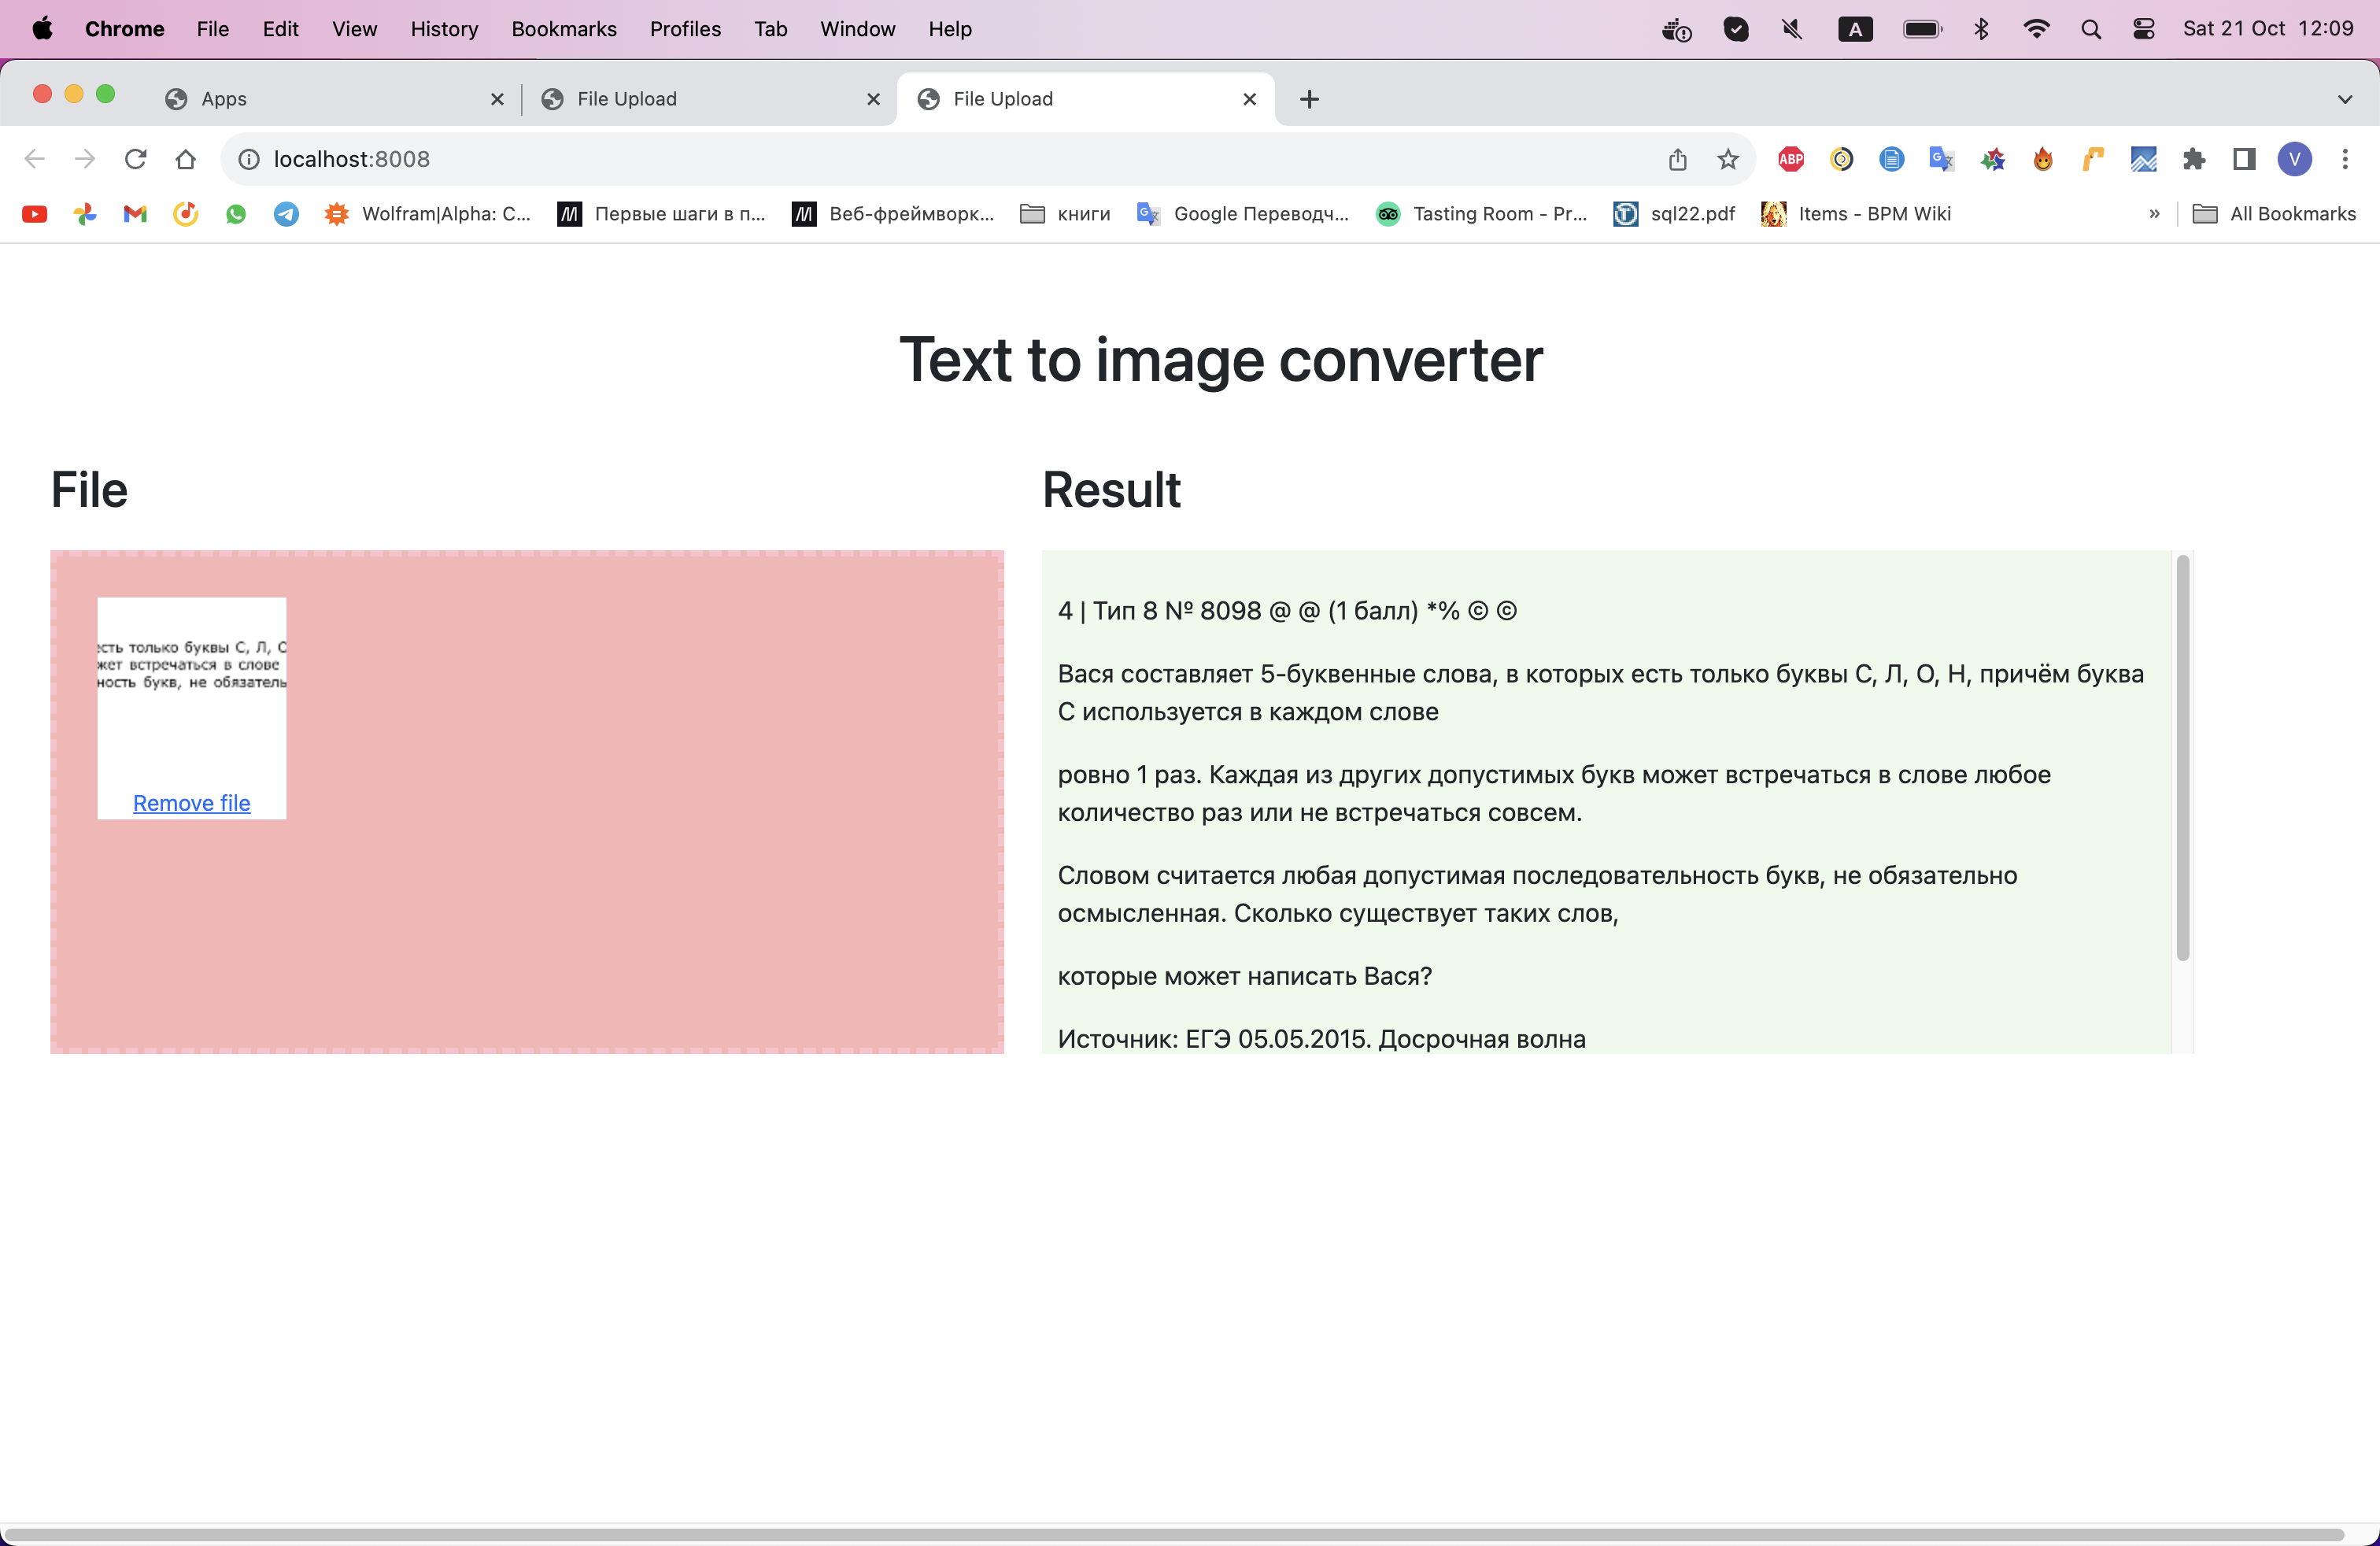 Chrome File Edit View History Bookmarks Profiles Tab Window Help A Sat 21 Oct 12:09
Apps File Upload File Upload
localhost:8008 ABP V
Wolfram|Alpha: C... Первые шаги в п... Веб-фреймворк... книги Google Переводч... Tasting Room - Pr... sql22.pdf Items - BPM Wiki » All Bookmarks
Text to image converter
File
есть только буквы С, Л, О
жет встречаться в слове
ность букв, не обязатель
Remove file
Result
4 | Тип 8 № 8098 @ @ (1 балл) *% © ©
Вася составляет 5-буквенные слова, в которых есть только буквы С, Л, О, Н, причём буква
С используется в каждом слове
ровно 1 раз. Каждая из других допустимых букв может встречаться в слове любое
количество раз или не встречаться совсем.
Словом считается любая допустимая последовательность букв, не обязательно
осмысленная. Сколько существует таких слов,
которые может написать Вася?
Источник: ЕГЭ 05.05.2015. Досрочная волна